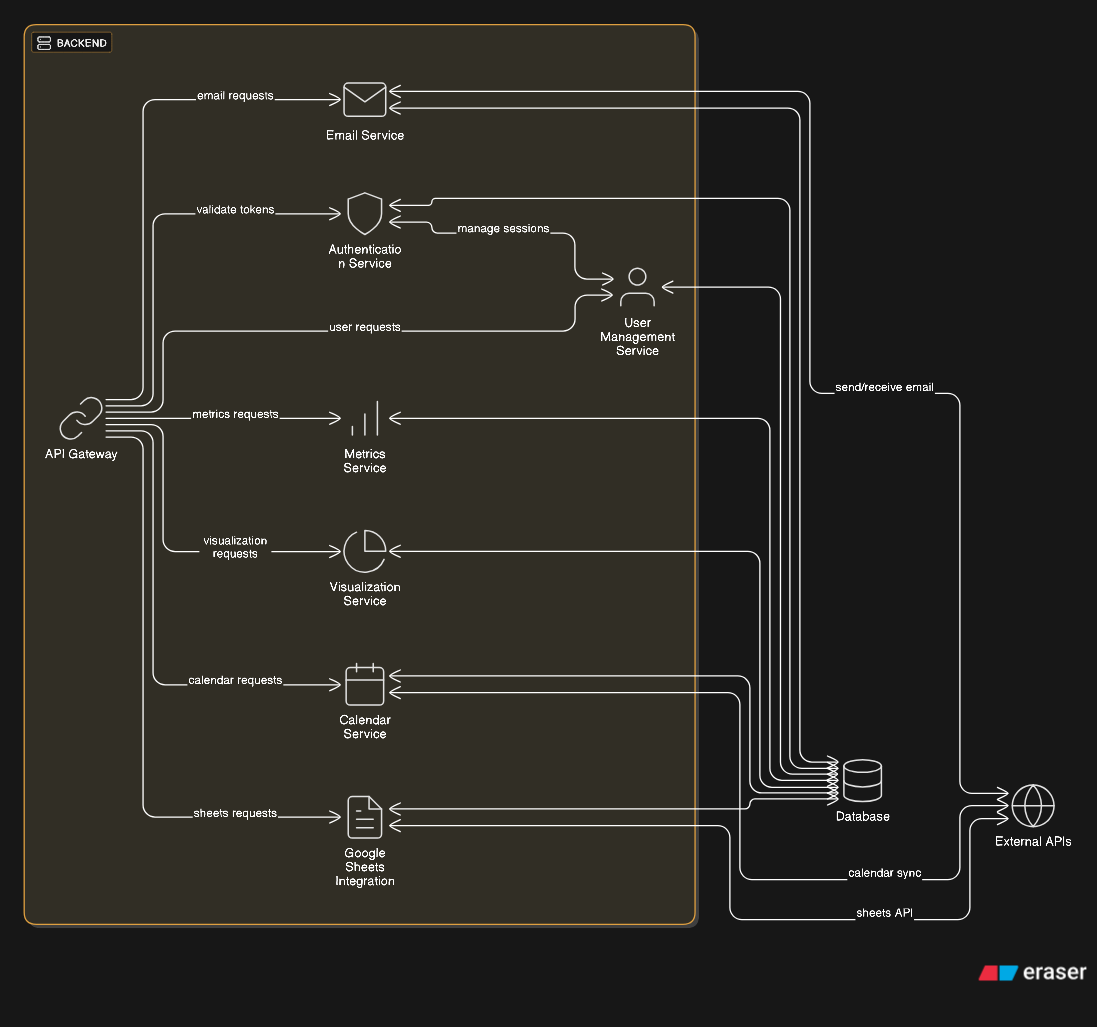 BACKEND
email requests
Email Service
validate tokens
Authenticatio
n Service
manage sessions
user requests
User
Management
Service
send/receive email
metrics requests
API Gateway
Metrics
Service
visualization
requests
Visualization
Service
calendar requests
Calendar
Service
sheets requests
Google
Sheets
Integration
Database
External APIs
calendar sync
sheets API
eraser